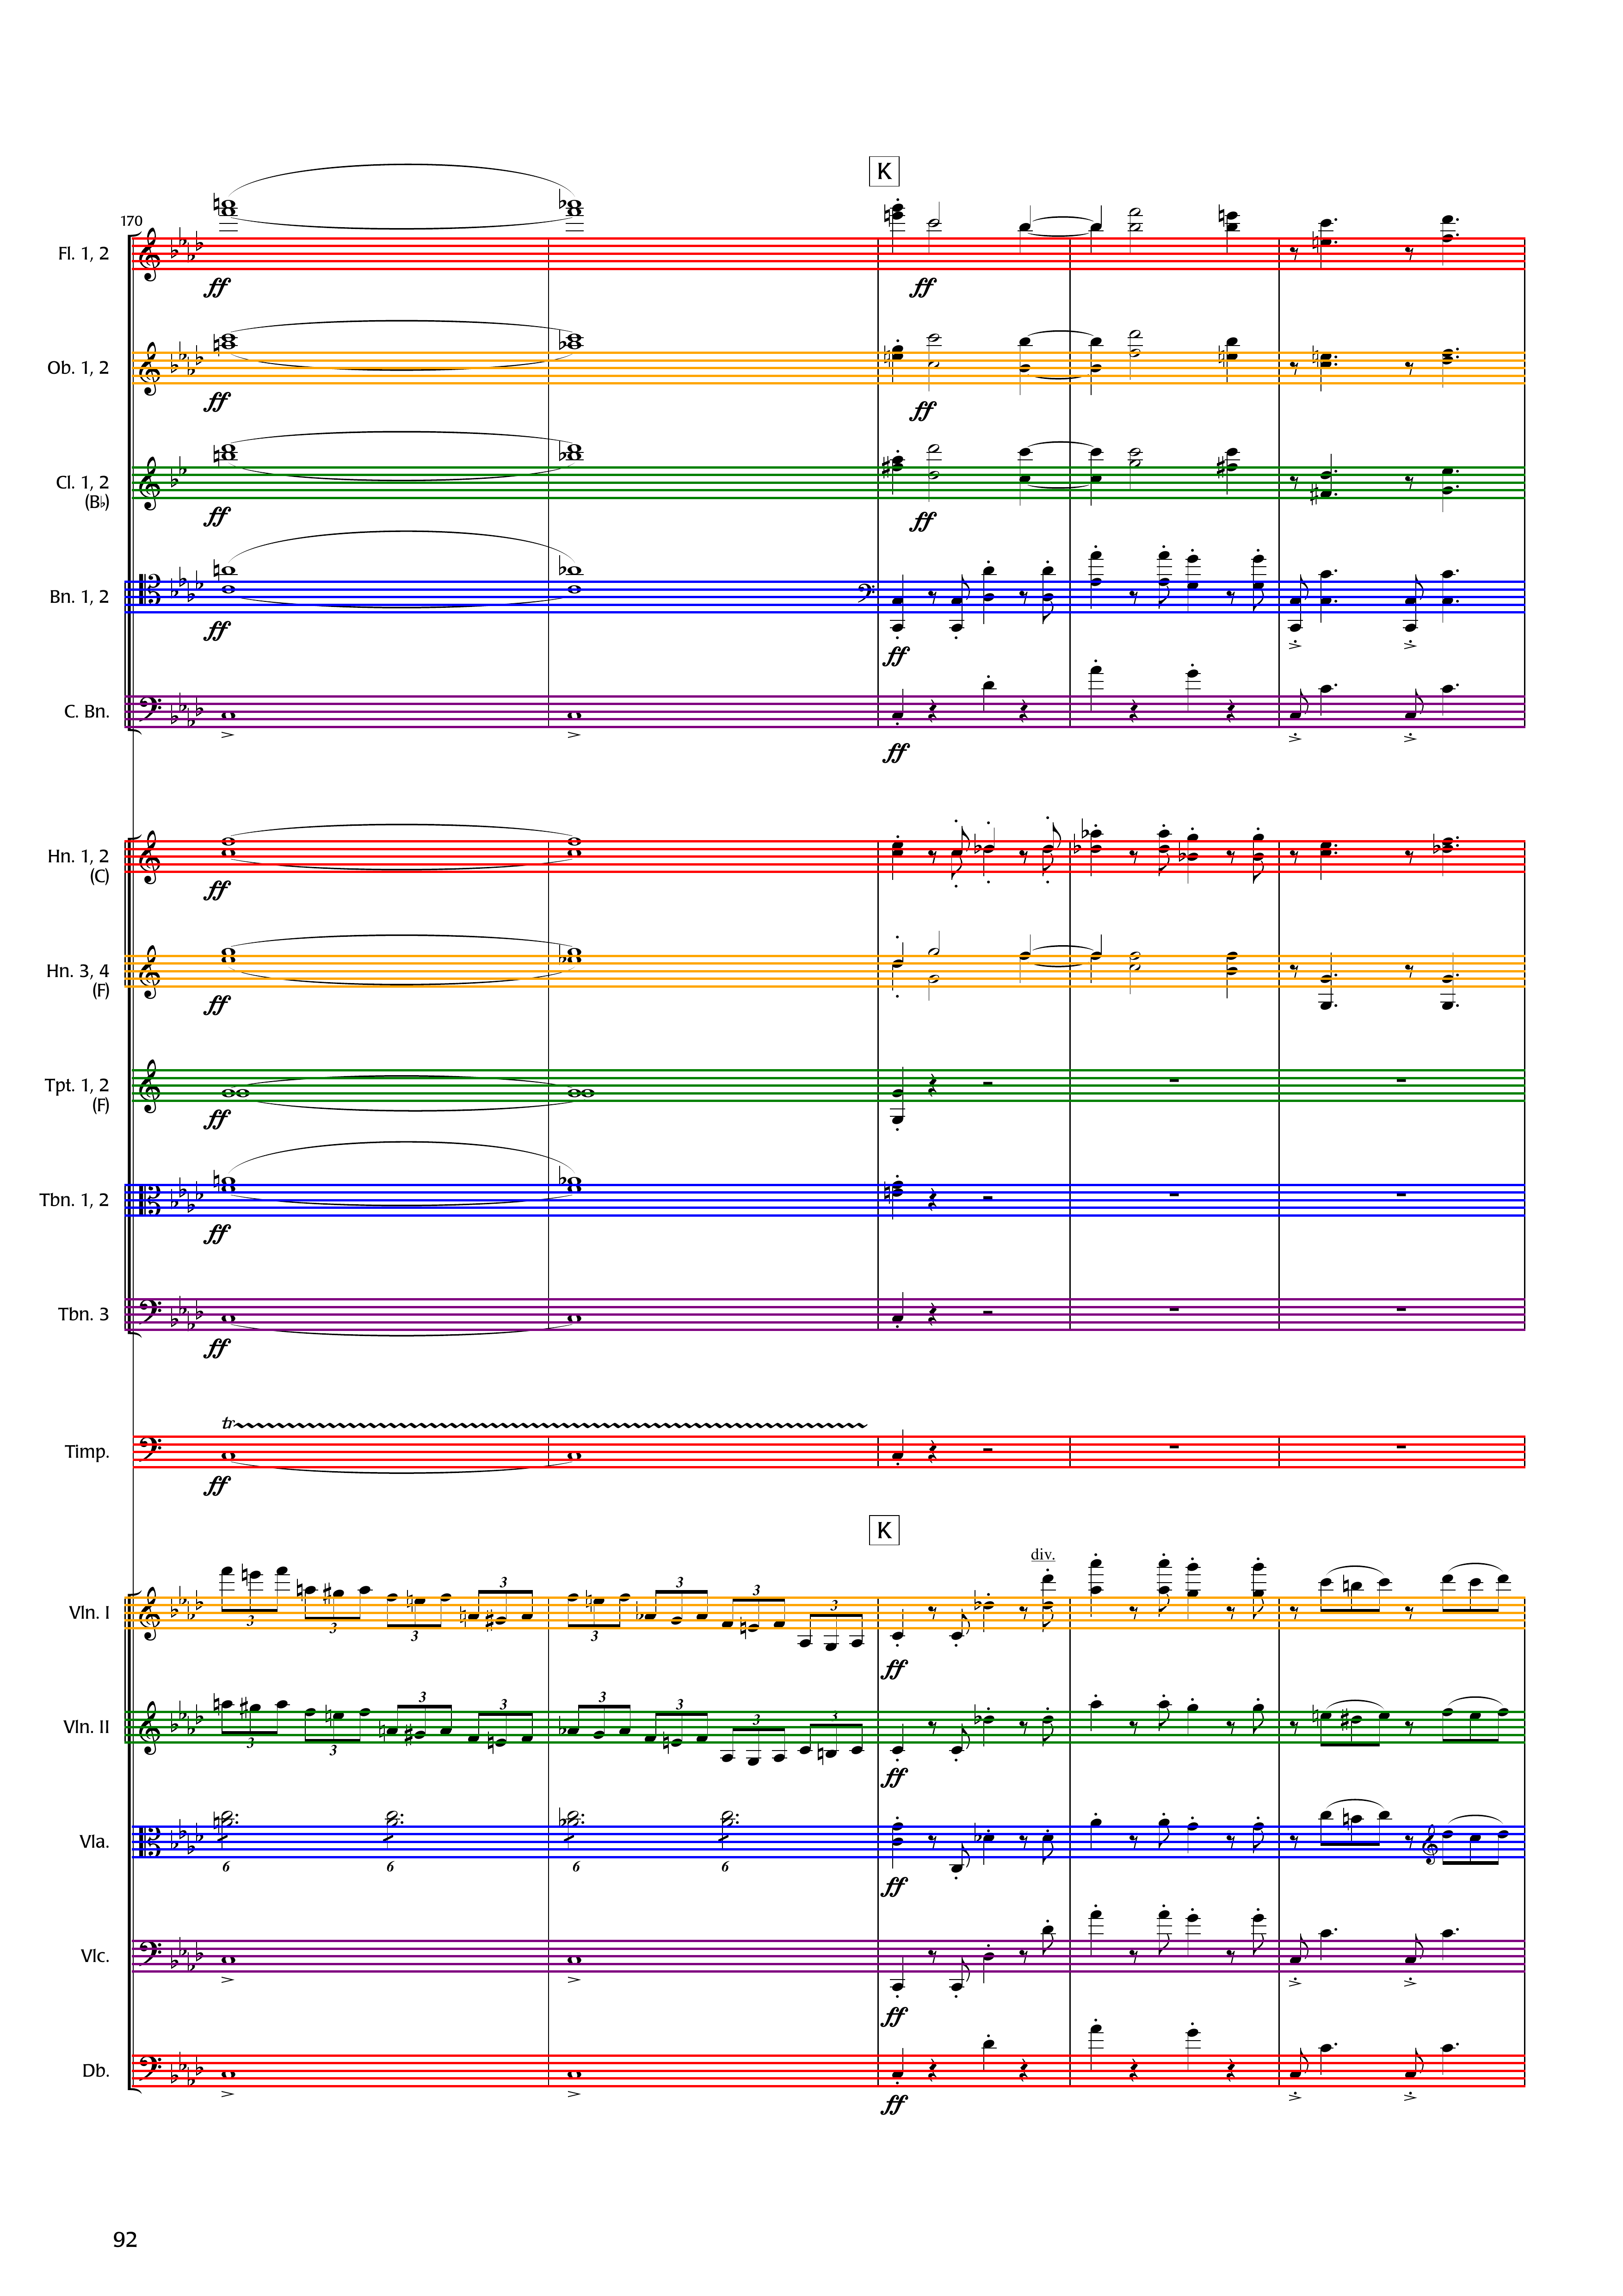 K
170
Fl. 1, 2
ff ff
Ob. 1, 2
ff ff
Cl. 1, 2
(B♭)
ff ff
Bn. 1, 2
ff ff
C. Bn.
ff
Hn. 1, 2
(C)
ff
Hn. 3, 4
(F)
ff
Tpt. 1, 2
(F)
ff
Tbn. 1, 2
ff
Tbn. 3
ff
tr
Timp.
ff
K
div.
Vln. I
3 3 3 3 3 3 3 3
ff
Vln. II
3 3 3 3 3 3 3
ff
Vla.
6 6 6 6
ff
Vlc.
ff
Db.
ff
92